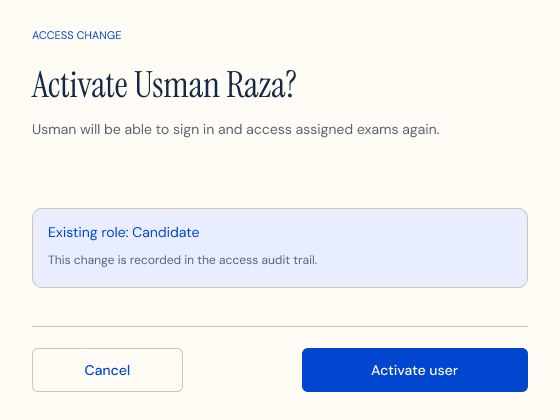 ACCESS CHANGE
Activate Usman Raza?
Usman will be able to sign in and access assigned exams again.
Existing role: Candidate
This change is recorded in the access audit trail.
Cancel
Activate user